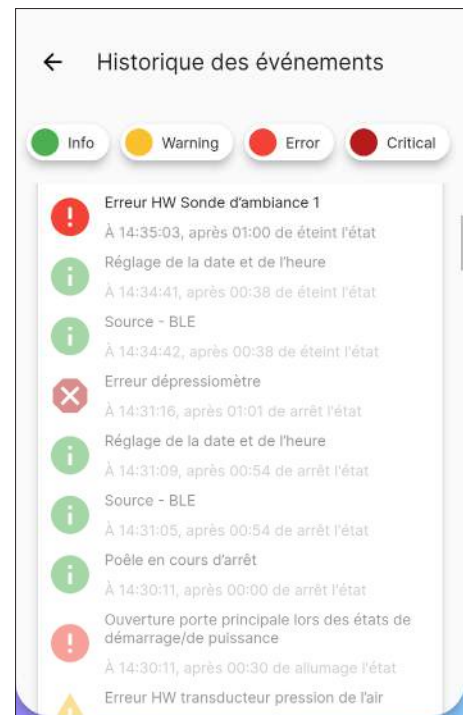 Historique des événements
Info
Warning
Error
Critical
Erreur HW Sonde d'ambiance 1
À 14:35:03, après 01:00 de éteint l'état
Réglage de la date et de l'heure
À 14:34:41, après 00:38 de éteint l'état
Source - BLE
À 14:34:42, après 00:38 de éteint l'état
Erreur dépressiomètre
À 14:31:16, après 01:01 de arrêt l'état
Réglage de la date et de l'heure
À 14:31:09, après 00:54 de arrêt l'état
Source - BLE
À 14:31:05, après 00:54 de arrêt l'état
Poêle en cours d'arrêt
À 14:30:11, après 00:00 de arrêt l'état
Ouverture porte principale lors des états de
démarrage/de puissance
À 14:30:11, après 00:30 de allumage l'état
Erreur HW transducteur pression de l'air